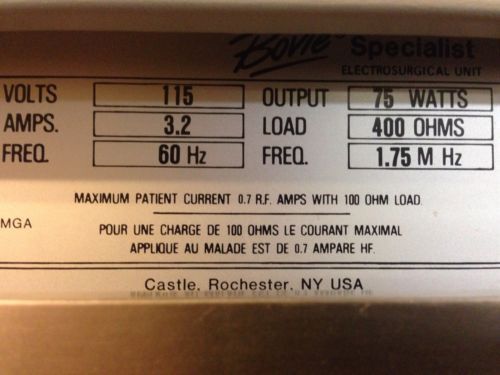 Bovie Specialist
ELECTROSURGICAL UNIT
VOLTS 115 OUTPUT 75 WATTS
AMPS. 3.2 LOAD 400 OHMS
FREQ. 60 Hz FREQ. 1.75 M Hz
MAXIMUM PATIENT CURRENT 0.7 R.F. AMPS WITH 100 OHM LOAD.
MGA
POUR UNE CHARGE DE 100 OHMS LE COURANT MAXIMAL
APPLIQUE AU MALADE EST DE 0.7 AMPARE HF.
Castle, Rochester, NY USA